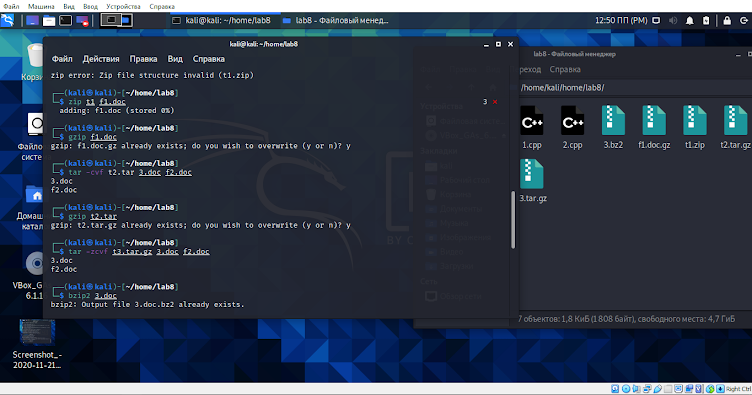 Файл Машина Вид Ввод Устройства Справка
kali@kali: ~/home/lab8
lab8 - Файловый менед...
12:50 ПП (PM)
kali@kali: ~/home/lab8
lab8 - Файловый менеджер
Файл Действия Правка Вид Справка
реход Справка
/home/kali/home/lab8/
zip error: Zip file structure invalid (t1.zip)
(kali㉿kali)-[~/home/lab8]
$ zip t1 f1.doc
adding: f1.doc (stored 0%)
3
(kali㉿kali)-[~/home/lab8]
$ gzip f1.doc
gzip: f1.doc.gz already exists; do you wish to overwrite (y or n)? y
(kali㉿kali)-[~/home/lab8]
$ tar -cvf t2.tar 3.doc f2.doc
3.doc
f2.doc
(kali㉿kali)-[~/home/lab8]
$ gzip t2.tar
gzip: t2.tar.gz already exists; do you wish to overwrite (y or n)? y
(kali㉿kali)-[~/home/lab8]
$ tar -zcvf t3.tar.gz 3.doc f2.doc
3.doc
f2.doc
(kali㉿kali)-[~/home/lab8]
$ bzip2 3.doc
bzip2: Output file 3.doc.bz2 already exists.
1.cpp
2.cpp
3.bz2
f1.doc.gz
t1.zip
t2.tar.gz
3.tar.gz
7 объектов: 1,8 КиБ (1808 байт), свободного места: 4,7 ГиБ
Корзи
Файло
систе
Домаш
катал
VBox_G
6.1.1
Screenshot_-
2020-11-21...
Right Ctrl